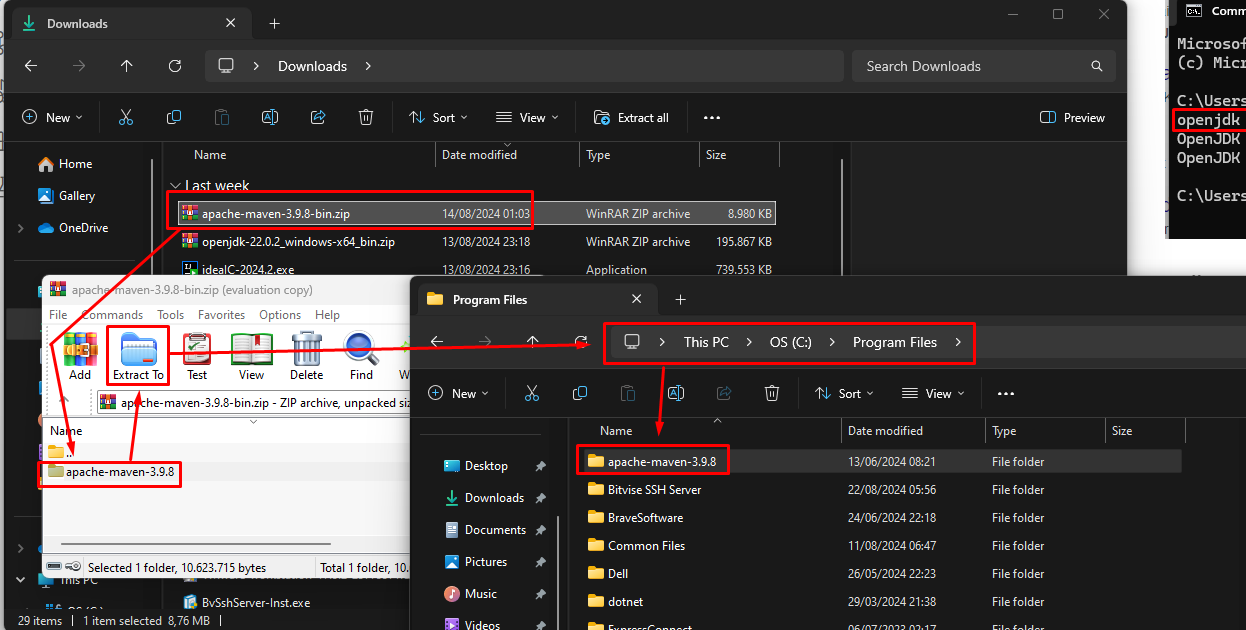 Downloads
Downloads
Search Downloads
New
Sort
View
Extract all
Preview
Home
Gallery
OneDrive
Name Date modified Type Size
Last week
apache-maven-3.9.8-bin.zip 14/08/2024 01:03 WinRAR ZIP archive 8.980 KB
openjdk-22.0.2_windows-x64_bin.zip 13/08/2024 23:18 WinRAR ZIP archive 195.867 KB
ideaIC-2024.2.exe 13/08/2024 23:16 Application 739.553 KB
This PC
OS (C:)
BvSshServer-Inst.exe
29 items 1 item selected 8,76 MB
apache-maven-3.9.8-bin.zip (evaluation copy)
File Commands Tools Favorites Options Help
Add Extract To Test View Delete Find
apache-maven-3.9.8-bin.zip - ZIP archive, unpacked siz
Name
..
apache-maven-3.9.8
Selected 1 folder, 10.623.715 bytes
Total 1 folder, 10.
Program Files
This PC OS (C:) Program Files
New
Sort
View
Desktop
Downloads
Documents
Pictures
Music
Videos
Name Date modified Type Size
apache-maven-3.9.8 13/06/2024 08:21 File folder
Bitvise SSH Server 22/08/2024 05:56 File folder
BraveSoftware 24/06/2024 22:18 File folder
Common Files 11/08/2024 06:47 File folder
Dell 26/05/2024 22:23 File folder
dotnet 29/03/2024 21:38 File folder
ExpressConnect 06/07/2023 02:17 File folder
Comm
Microsof
(c) Micr
C:\Users
openjdk
OpenJDK
OpenJDK
C:\Users